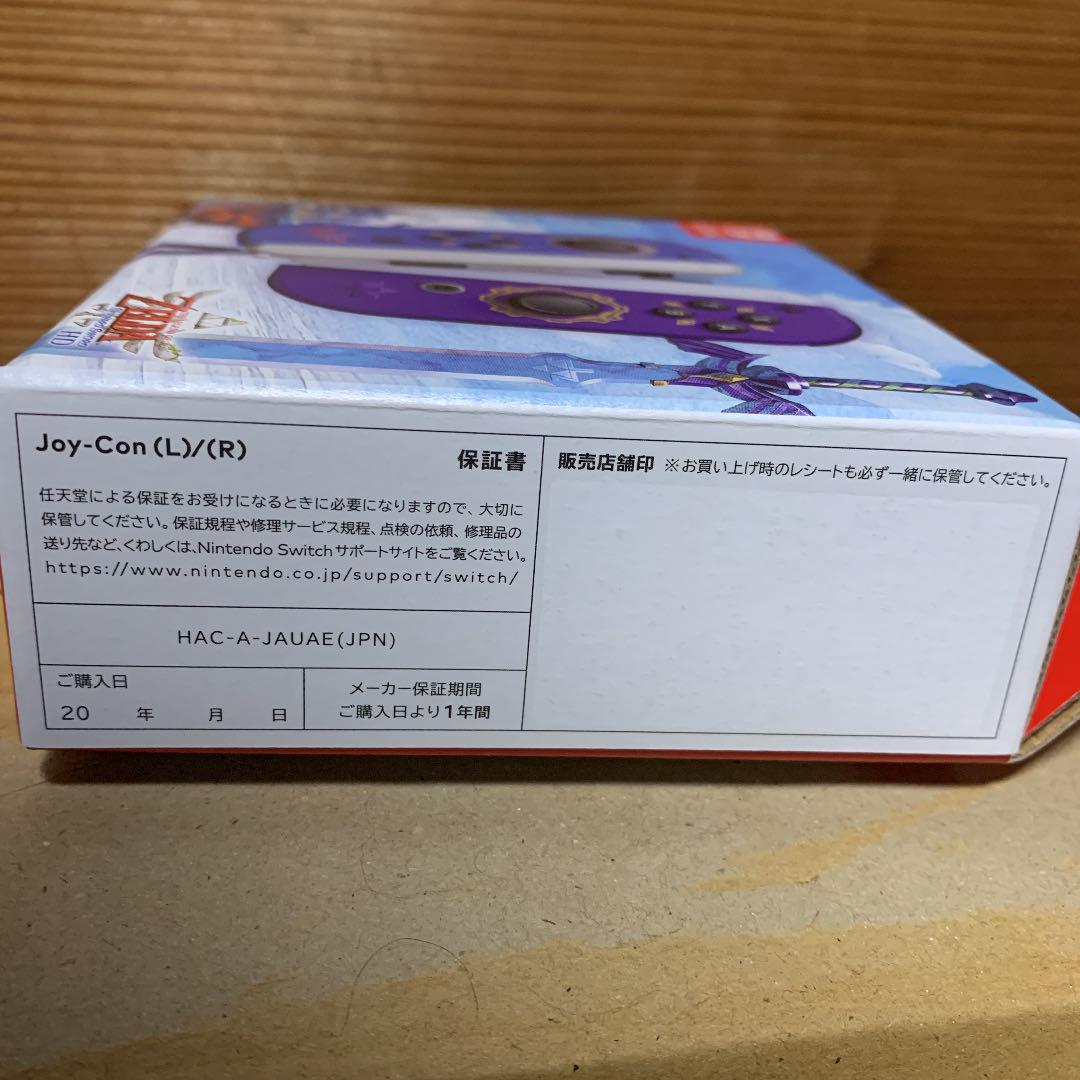 ZELDA
HD
Joy-Con (L)/(R)
保証書
任天堂による保証をお受けになるときに必要になりますので、大切に
保管してください。保証規程や修理サービス規程、点検の依頼、修理品の
送り先など、くわしくは、Nintendo Switchサポートサイトをご覧ください。
https://www.nintendo.co.jp/support/switch/
HAC-A-JAUAE(JPN)
ご購入日
20 年 月 日
メーカー保証期間
ご購入日より1年間
販売店舗印 ※お買い上げ時のレシートも必ず一緒に保管してください。